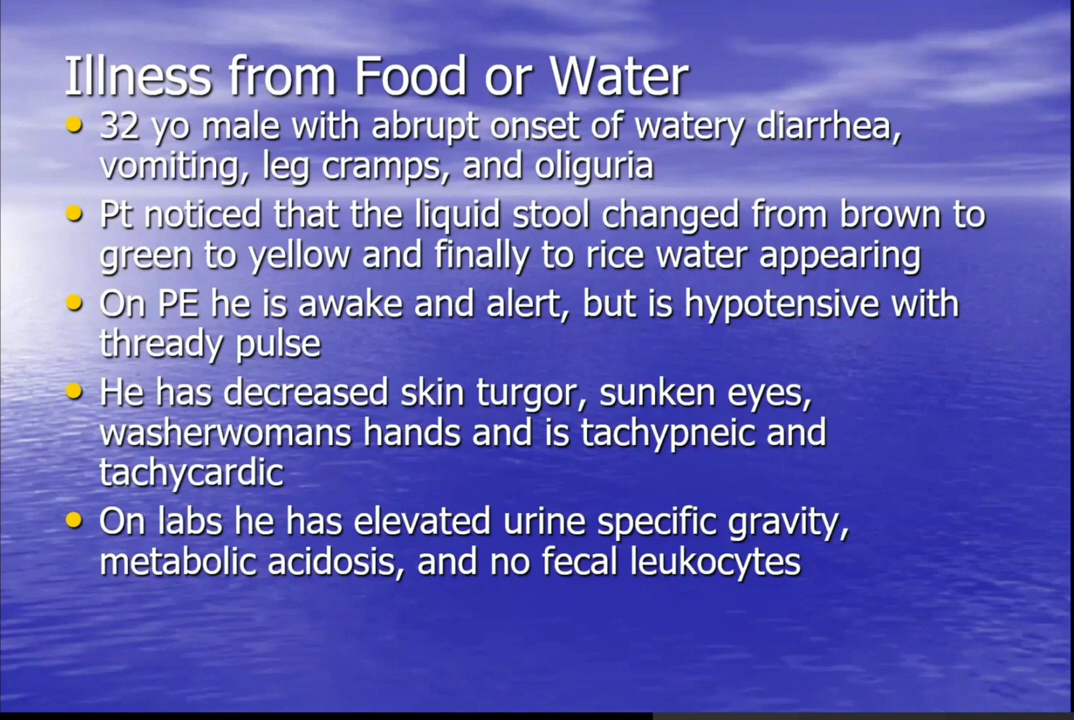 Illness from Food or Water
• 32 yo male with abrupt onset of watery diarrhea,
vomiting, leg cramps, and oliguria
• Pt noticed that the liquid stool changed from brown to
green to yellow and finally to rice water appearing
• On PE he is awake and alert, but is hypotensive with
thready pulse
• He has decreased skin turgor, sunken eyes,
washerwomans hands and is tachypneic and
tachycardic
• On labs he has elevated urine specific gravity,
metabolic acidosis, and no fecal leukocytes